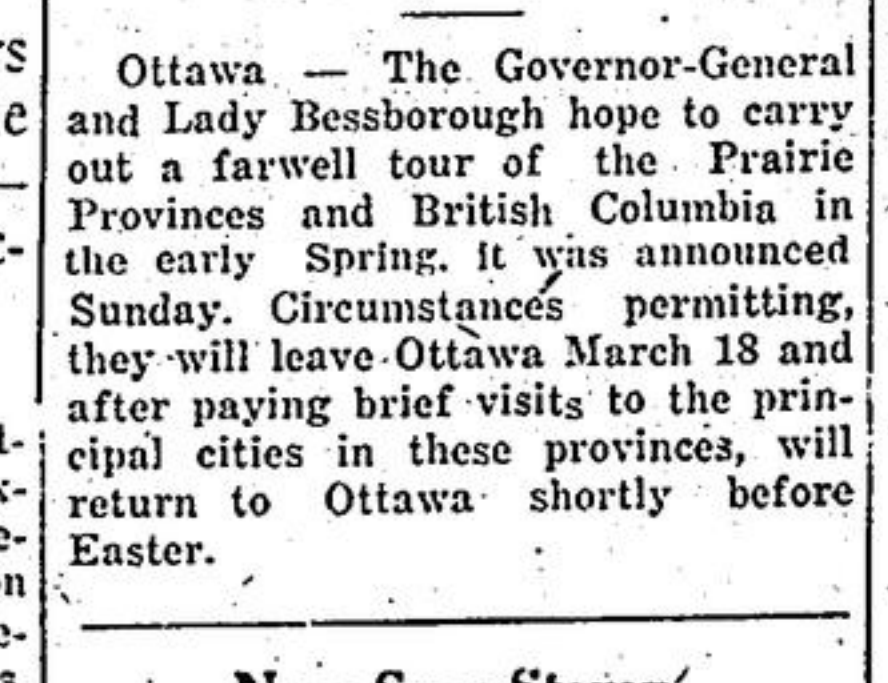 Ottawa — The Governor-General
and Lady Bessborough hope to carry
out a farwell tour of the Prairie
Provinces and British Columbia in
the early Spring. it was announced
Sunday. Circumstances permitting,
they will leave Ottawa March 18 and
after paying brief visits to the prin-
cipal cities in these provinces, will
return to Ottawa shortly before
Easter.